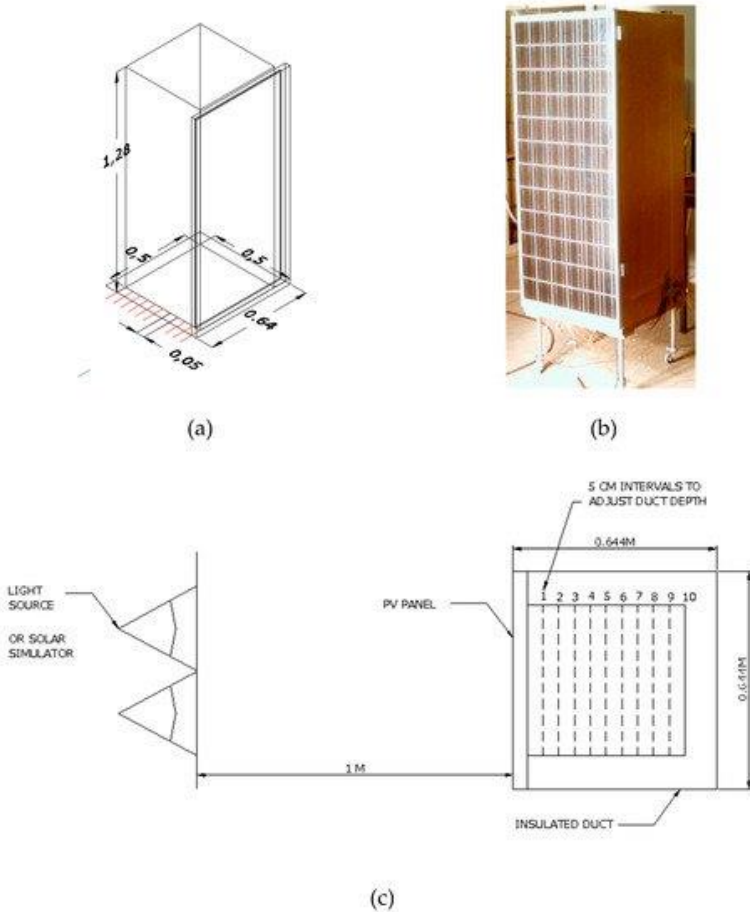 1,28
0,5
0,5
0.64
0,05
(a)
(b)
5 CM INTERVALS TO
ADJUST DUCT DEPTH
0.644M
LIGHT
SOURCE
OR SOLAR
SIMULATOR
PV PANEL
1 2 3 4 5 6 7 8 9 10
0.644M
1 M
INSULATED DUCT
(c)